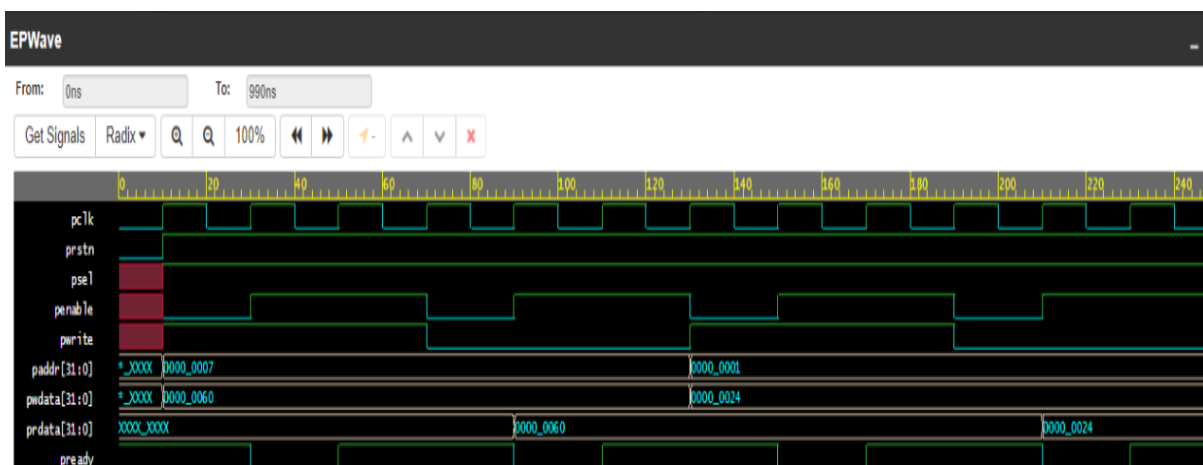 EPWave
From: 0ns To: 990ns
Get Signals Radix 100%
0 20 40 60 80 100 120 140 160 180 200 220 240
pclk
prstn
psel
penable
pwrite
paddr[31:0] *_XXXX 0000_0007 0000_0001
pwdata[31:0] *_XXXX 0000_0060 0000_0024
prdata[31:0] XXXX_XXXX 0000_0060 0000_0024
pready